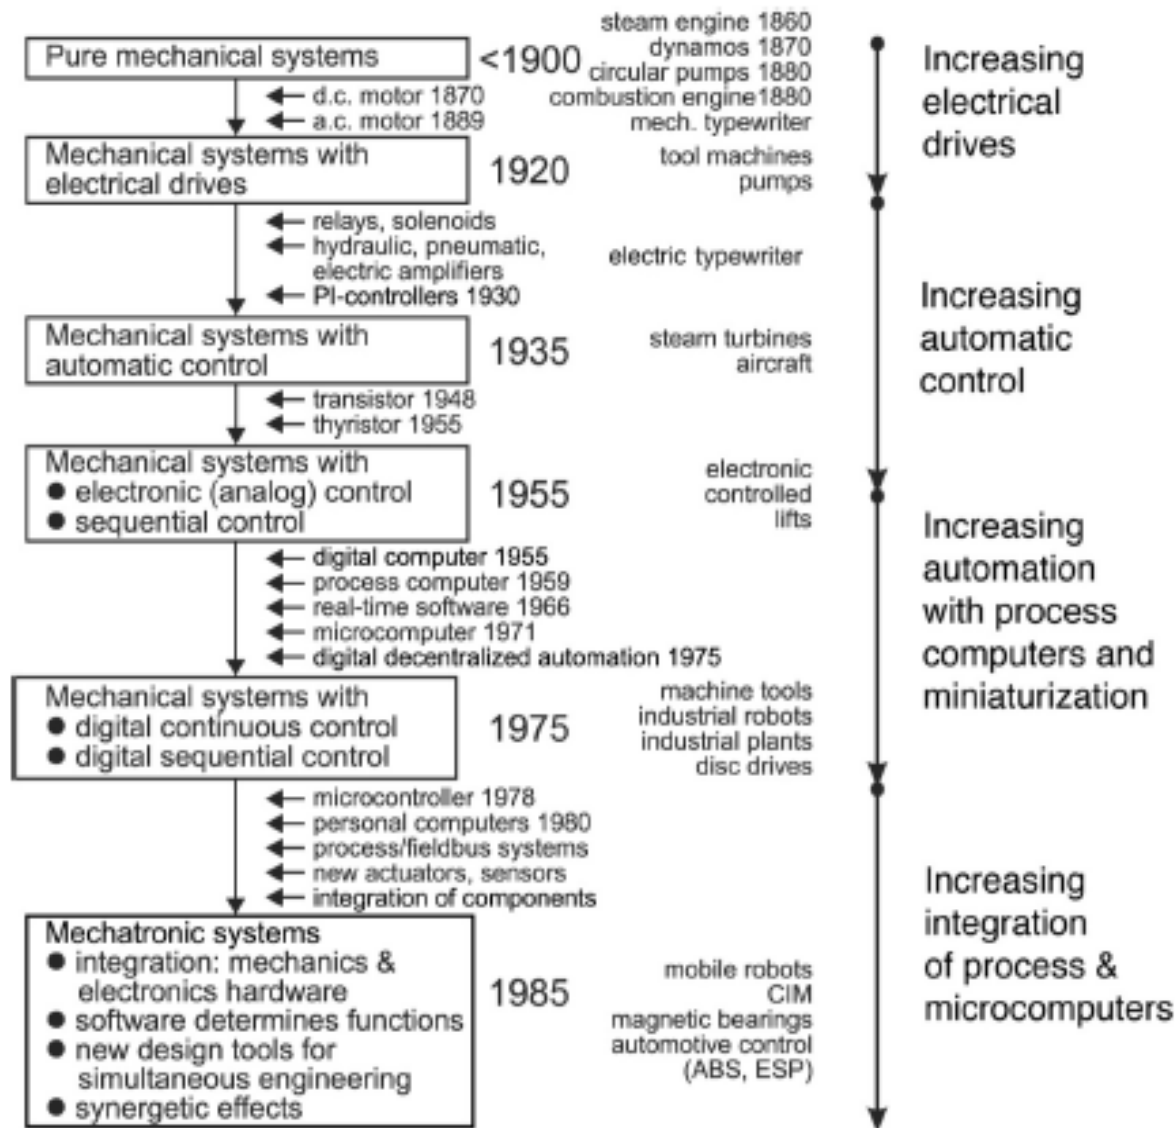 Pure mechanical systems
<1900
steam engine 1860
dynamos 1870
circular pumps 1880
combustion engine1880
mech. typewriter
Increasing
electrical
drives
d.c. motor 1870
a.c. motor 1889
Mechanical systems with
electrical drives
1920
tool machines
pumps
relays, solenoids
hydraulic, pneumatic,
electric amplifiers
PI-controllers 1930
electric typewriter
Increasing
automatic
control
Mechanical systems with
automatic control
1935
steam turbines
aircraft
transistor 1948
thyristor 1955
Mechanical systems with
● electronic (analog) control
● sequential control
1955
electronic
controlled
lifts
Increasing
automation
with process
computers and
miniaturization
digital computer 1955
process computer 1959
real-time software 1966
microcomputer 1971
digital decentralized automation 1975
Mechanical systems with
● digital continuous control
● digital sequential control
1975
machine tools
industrial robots
industrial plants
disc drives
microcontroller 1978
personal computers 1980
process/fieldbus systems
new actuators, sensors
integration of components
Increasing
integration
of process &
microcomputers
Mechatronic systems
● integration: mechanics &
electronics hardware
● software determines functions
● new design tools for
simultaneous engineering
● synergetic effects
1985
mobile robots
CIM
magnetic bearings
automotive control
(ABS, ESP)